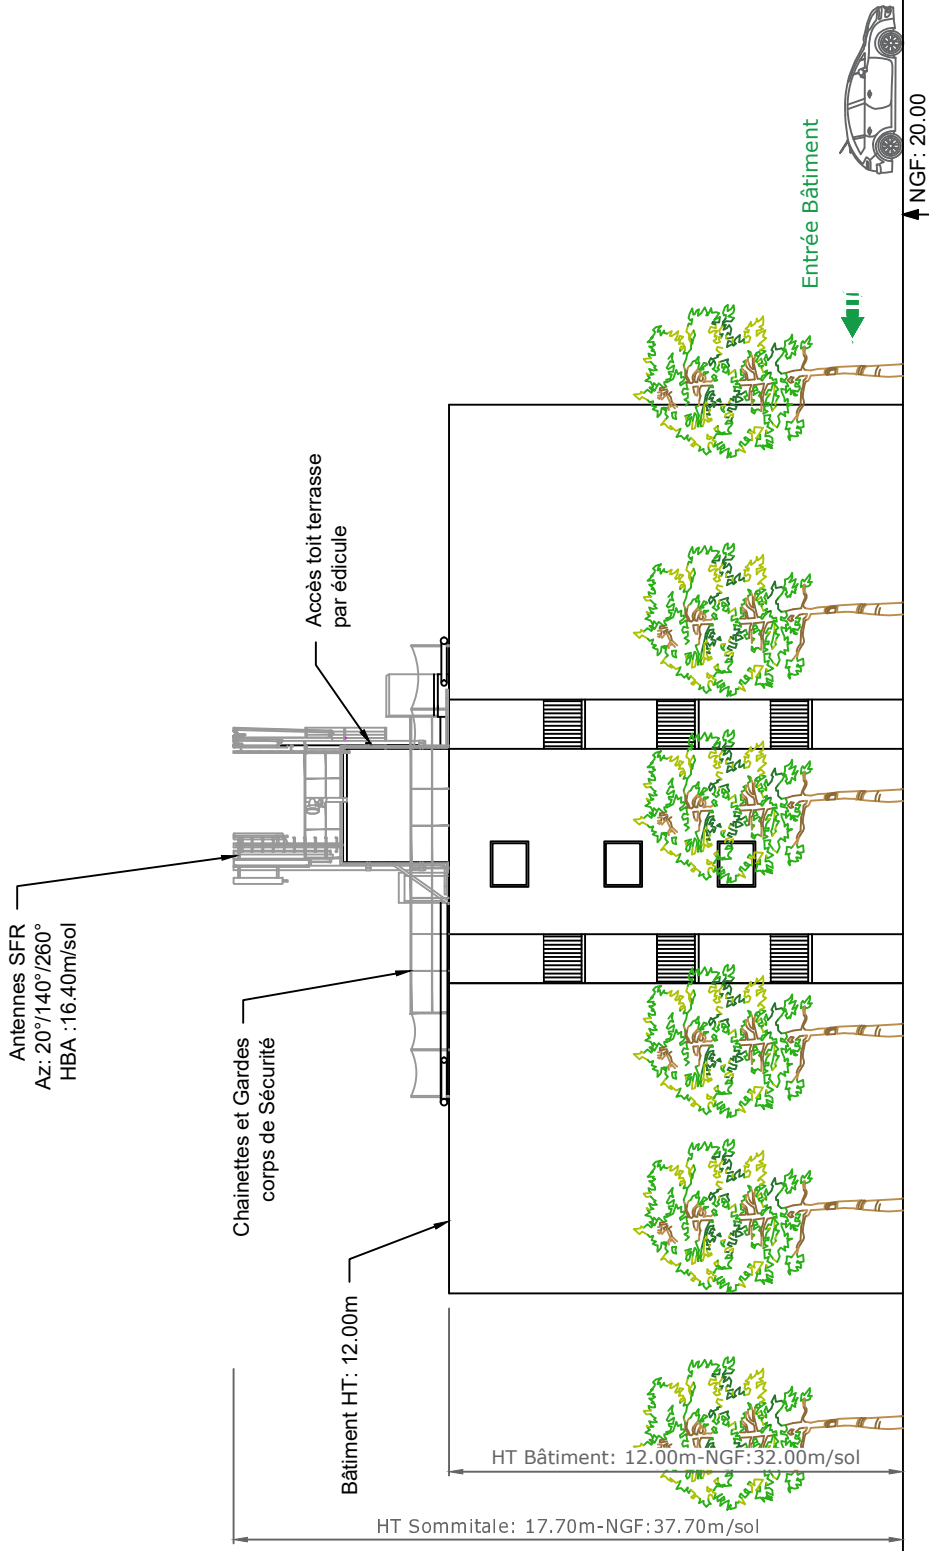 Antennes SFR
Az: 20°/140°/260°
HBA :16.40m/sol
Chainettes et Gardes
corps de Sécurité
Bâtiment HT: 12.00m
Accès toit terrasse
par édicule
Entrée Bâtiment
NGF: 20.00
HT Bâtiment: 12.00m-NGF:32.00m/sol
HT Sommitale: 17.70m-NGF:37.70m/sol